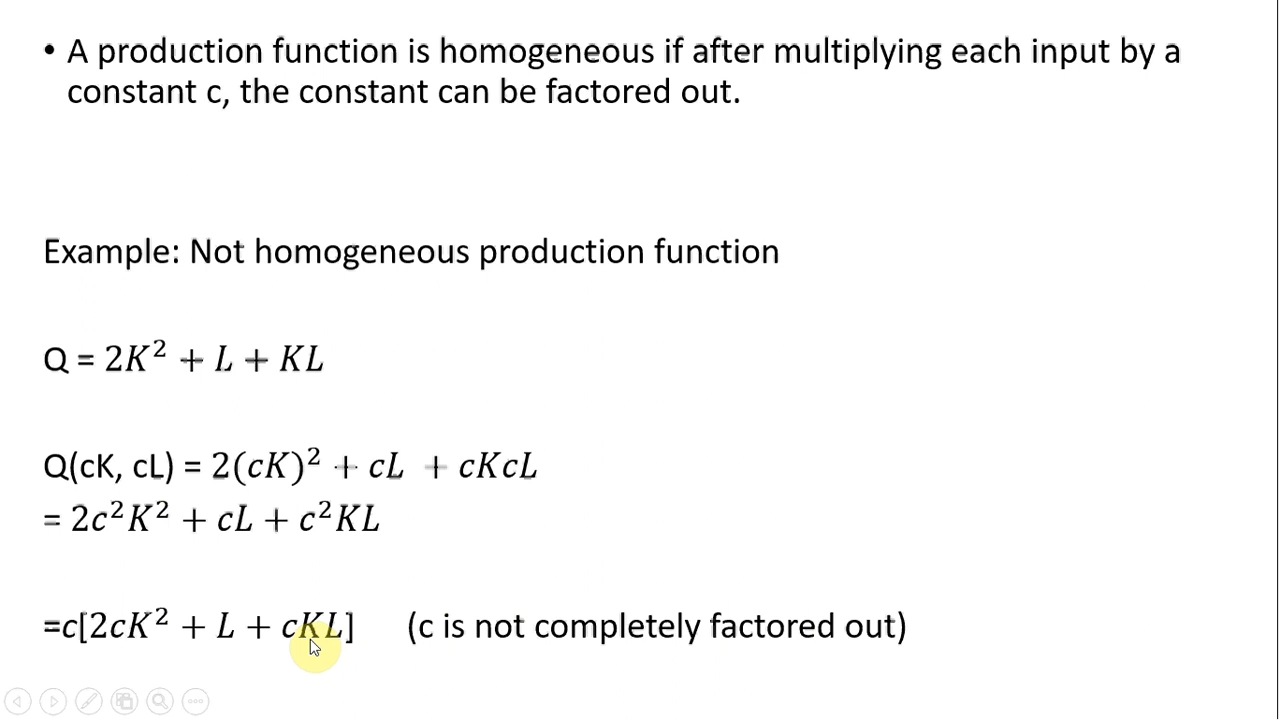 • A production function is homogeneous if after multiplying each input by a
constant c, the constant can be factored out.
Example: Not homogeneous production function
Q = 2K² + L + KL
Q(cK, cL) = 2(cK)² + cL + cKcL
= 2c²K² + cL + c²KL
=c[2cK² + L + cKL] (c is not completely factored out)